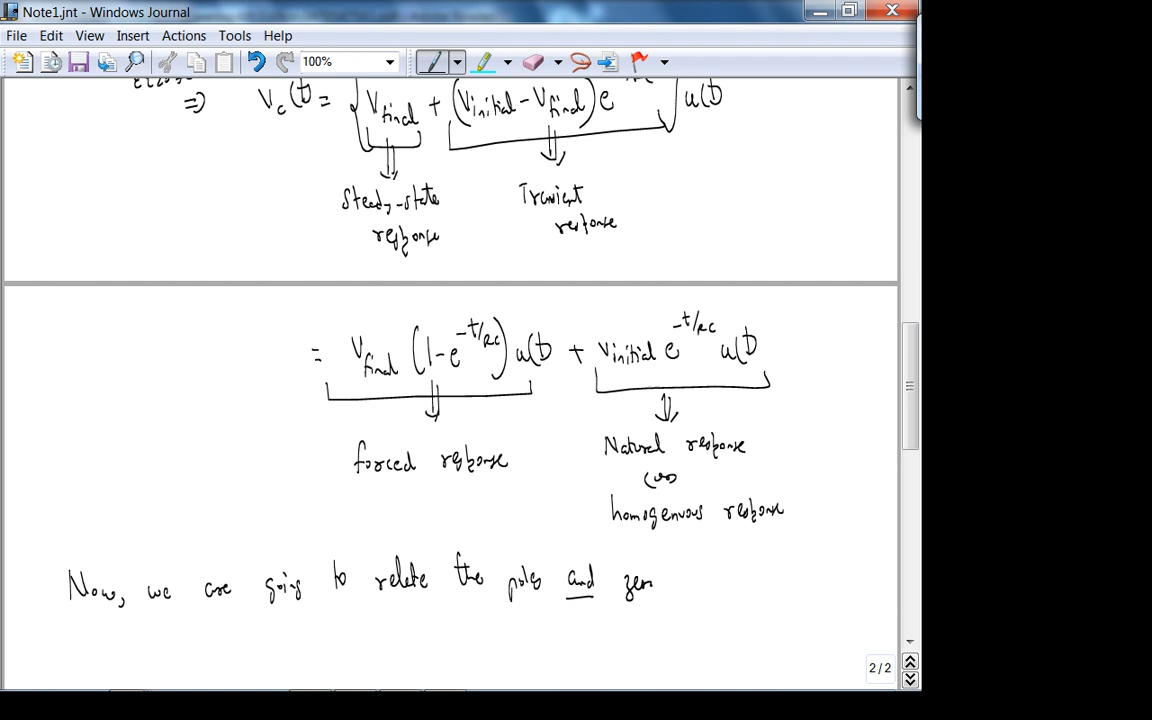 Note1.jnt - Windows Journal
File Edit View Insert Actions Tools Help
100%
=> Vc(t) = [Vfinal + (Vinitial - Vfinal) e ] u(t)
Steady-state response
Transient response
= Vfinal (1 - e^-t/RC) u(t) + Vinitial e^-t/RC u(t)
forced response
Natural response
(or)
homogenous response
Now, we are going to relate the poles and zero
2/2